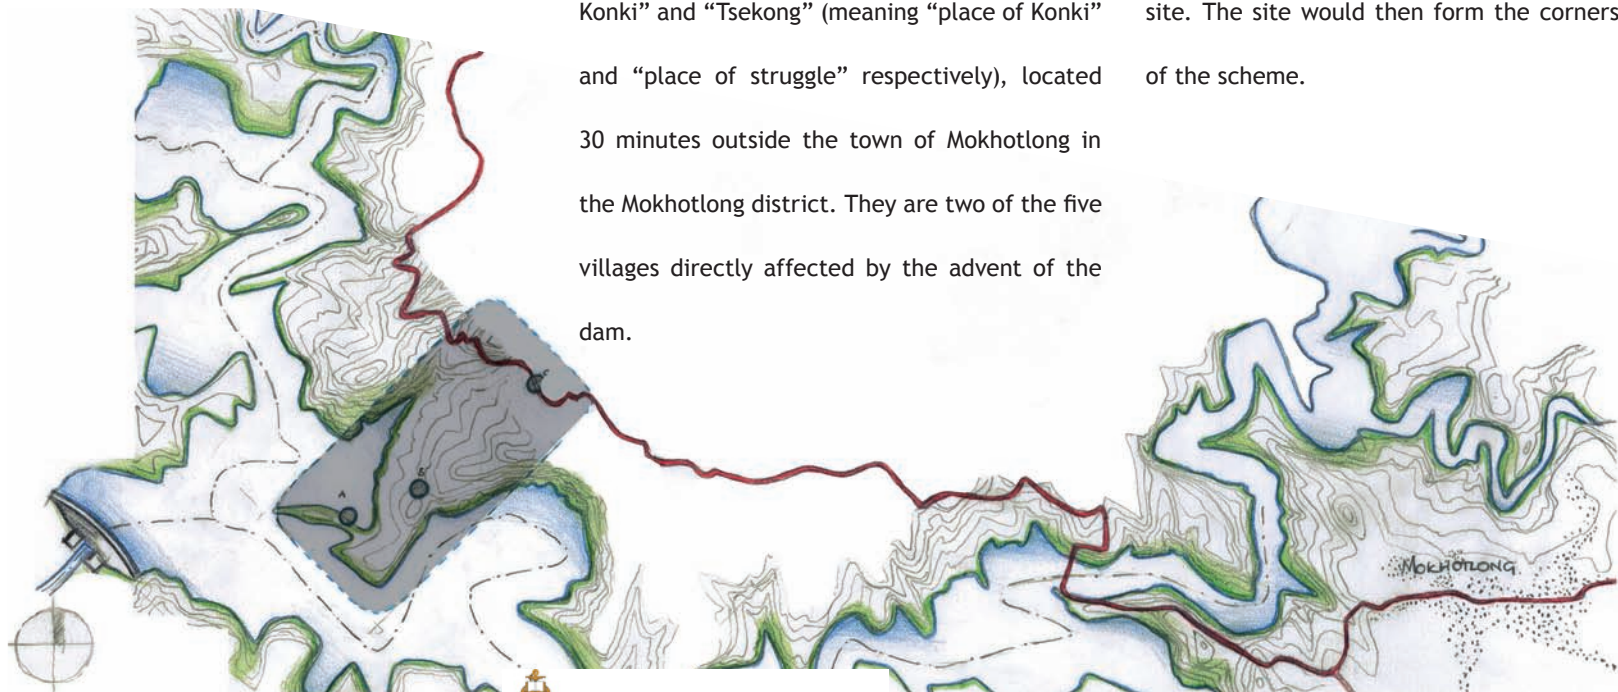 Konki” and “Tsekong” (meaning “place of Konki”
and “place of struggle” respectively), located
30 minutes outside the town of Mokhotlong in
the Mokhotlong district. They are two of the five
villages directly affected by the advent of the
dam.
site. The site would then form the corners
of the scheme.
C
B
A
MOKHOTLONG